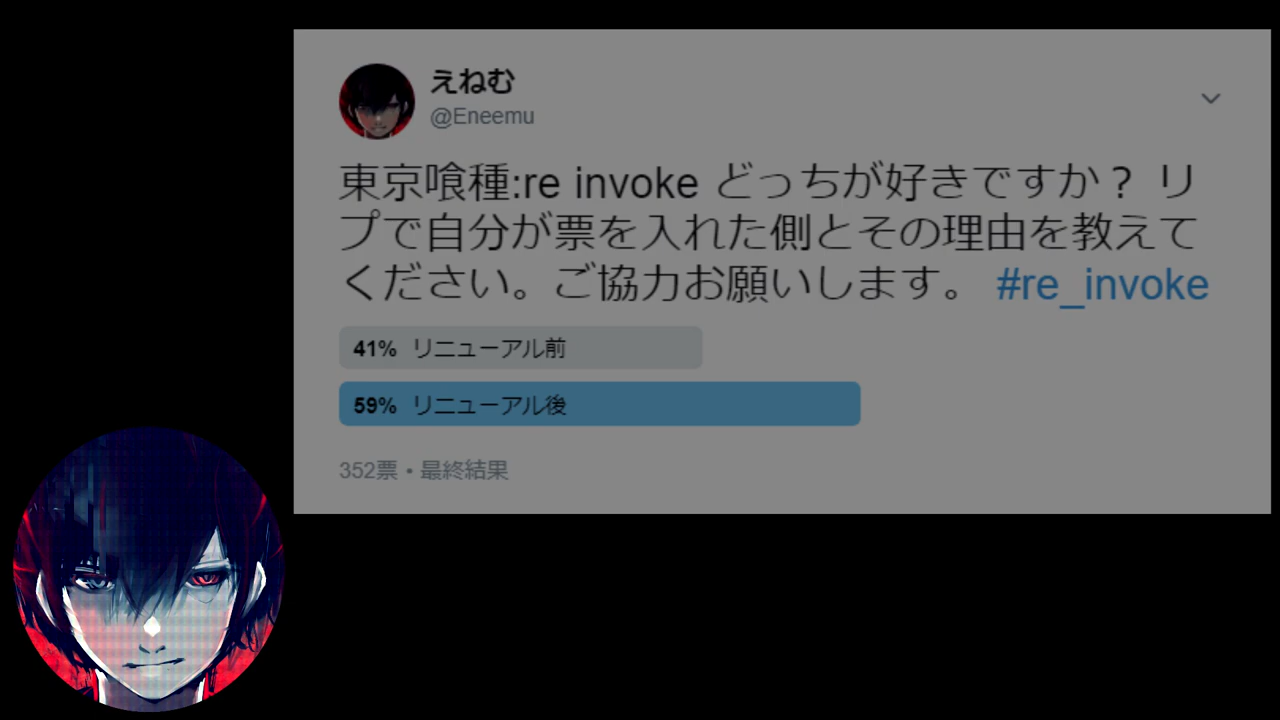 えねむ
@Eneemu
東京喰種:re invoke どっちが好きですか？ リ
プで自分が票を入れた側とその理由を教えて
ください。ご協力お願いします。 #re_invoke
41% リニューアル前
59% リニューアル後
352票・最終結果